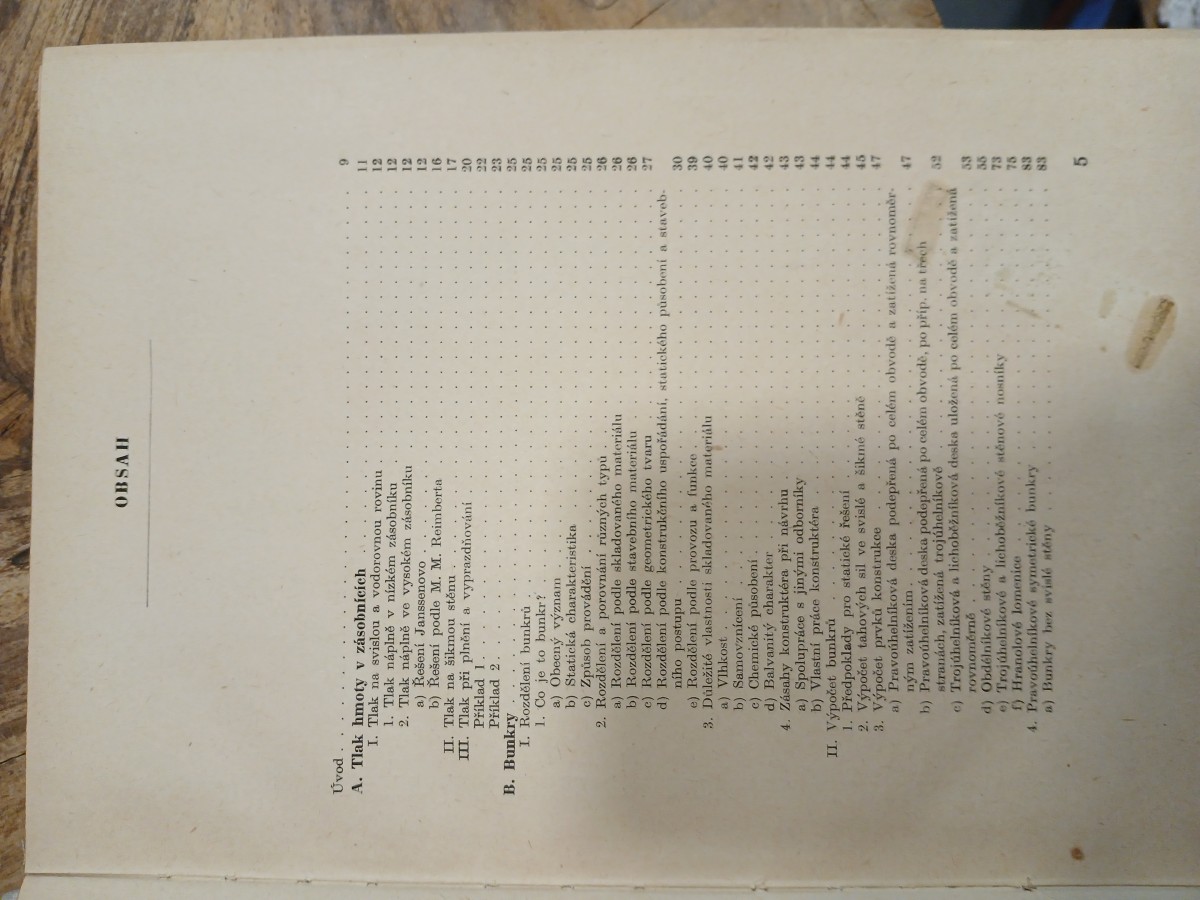 OBSAH
Úvod . . . . . 9
A. Tlak hmoty v zásobnících . . . . . 11
I. Tlak na svislou a vodorovnou rovinu . . . . . 12
1. Tlak náplně v nízkém zásobníku . . . . . 12
2. Tlak náplně ve vysokém zásobníku . . . . . 12
a) Řešení Janssenovo . . . . . 12
b) Řešení podle M. M. Reimberta . . . . . 16
II. Tlak na šikmou stěnu . . . . . 17
III. Tlak při plnění a vyprazdňování . . . . . 20
Příklad 1. . . . . . 22
Příklad 2. . . . . . 23
B. Bunkry . . . . . 25
I. Rozdělení bunkrů . . . . . 25
1. Co je to bunkr? . . . . . 25
a) Obecný význam . . . . . 25
b) Statická charakteristika . . . . . 25
c) Způsob provádění . . . . . 25
2. Rozdělení a porovnání různých typů . . . . . 26
a) Rozdělení podle skladovaného materiálu . . . . . 26
b) Rozdělení podle stavebního materiálu . . . . . 26
c) Rozdělení podle geometrického tvaru . . . . . 27
d) Rozdělení podle konstrukčního uspořádání, statického působení a staveb-
ního postupu . . . . . 30
e) Rozdělení podle provozu a funkce . . . . . 39
3. Důležité vlastnosti skladovaného materiálu . . . . . 40
a) Vlhkost . . . . . 40
b) Samovznícení . . . . . 41
c) Chemické působení . . . . . 42
d) Balvanitý charakter . . . . . 42
4. Zásahy konstruktéra při návrhu . . . . . 43
a) Spolupráce s jinými odborníky . . . . . 43
b) Vlastní práce konstruktéra . . . . . 44
II. Výpočet bunkrů . . . . . 44
1. Předpoklady pro statické řešení . . . . . 44
2. Výpočet tahových sil ve svislé a šikmé stěně . . . . . 45
3. Výpočet prvků konstrukce . . . . . 47
a) Pravoúhelníková deska podepřená po celém obvodě a zatížená rovnoměr-
ným zatížením . . . . . 47
b) Pravoúhelníková deska podepřená po celém obvodě, po příp. na třech
stranách, zatížená trojúhelníkově . . . . . 52
c) Trojúhelníková a lichoběžníková deska uložená po celém obvodě a zatížená
rovnoměrně . . . . . 53
d) Obdélníkové stěny . . . . . 55
e) Trojúhelníkové a lichoběžníkové stěnové nosníky . . . . . 73
f) Hranolové lomenice . . . . . 75
4. Pravoúhelníkové symetrické bunkry . . . . . 83
a) Bunkry bez svislé stěny . . . . . 83
5